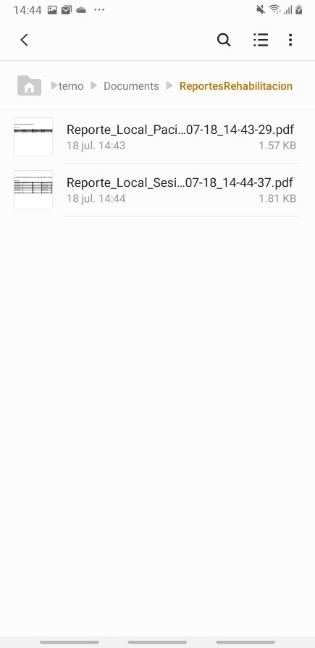 14:44
terno Documents ReportesRehabilitacion
Reporte_Local_Paci...07-18_14-43-29.pdf
18 jul. 14:43 1.57 KB
Reporte_Local_Sesi...07-18_14-44-37.pdf
18 jul. 14:44 1.81 KB